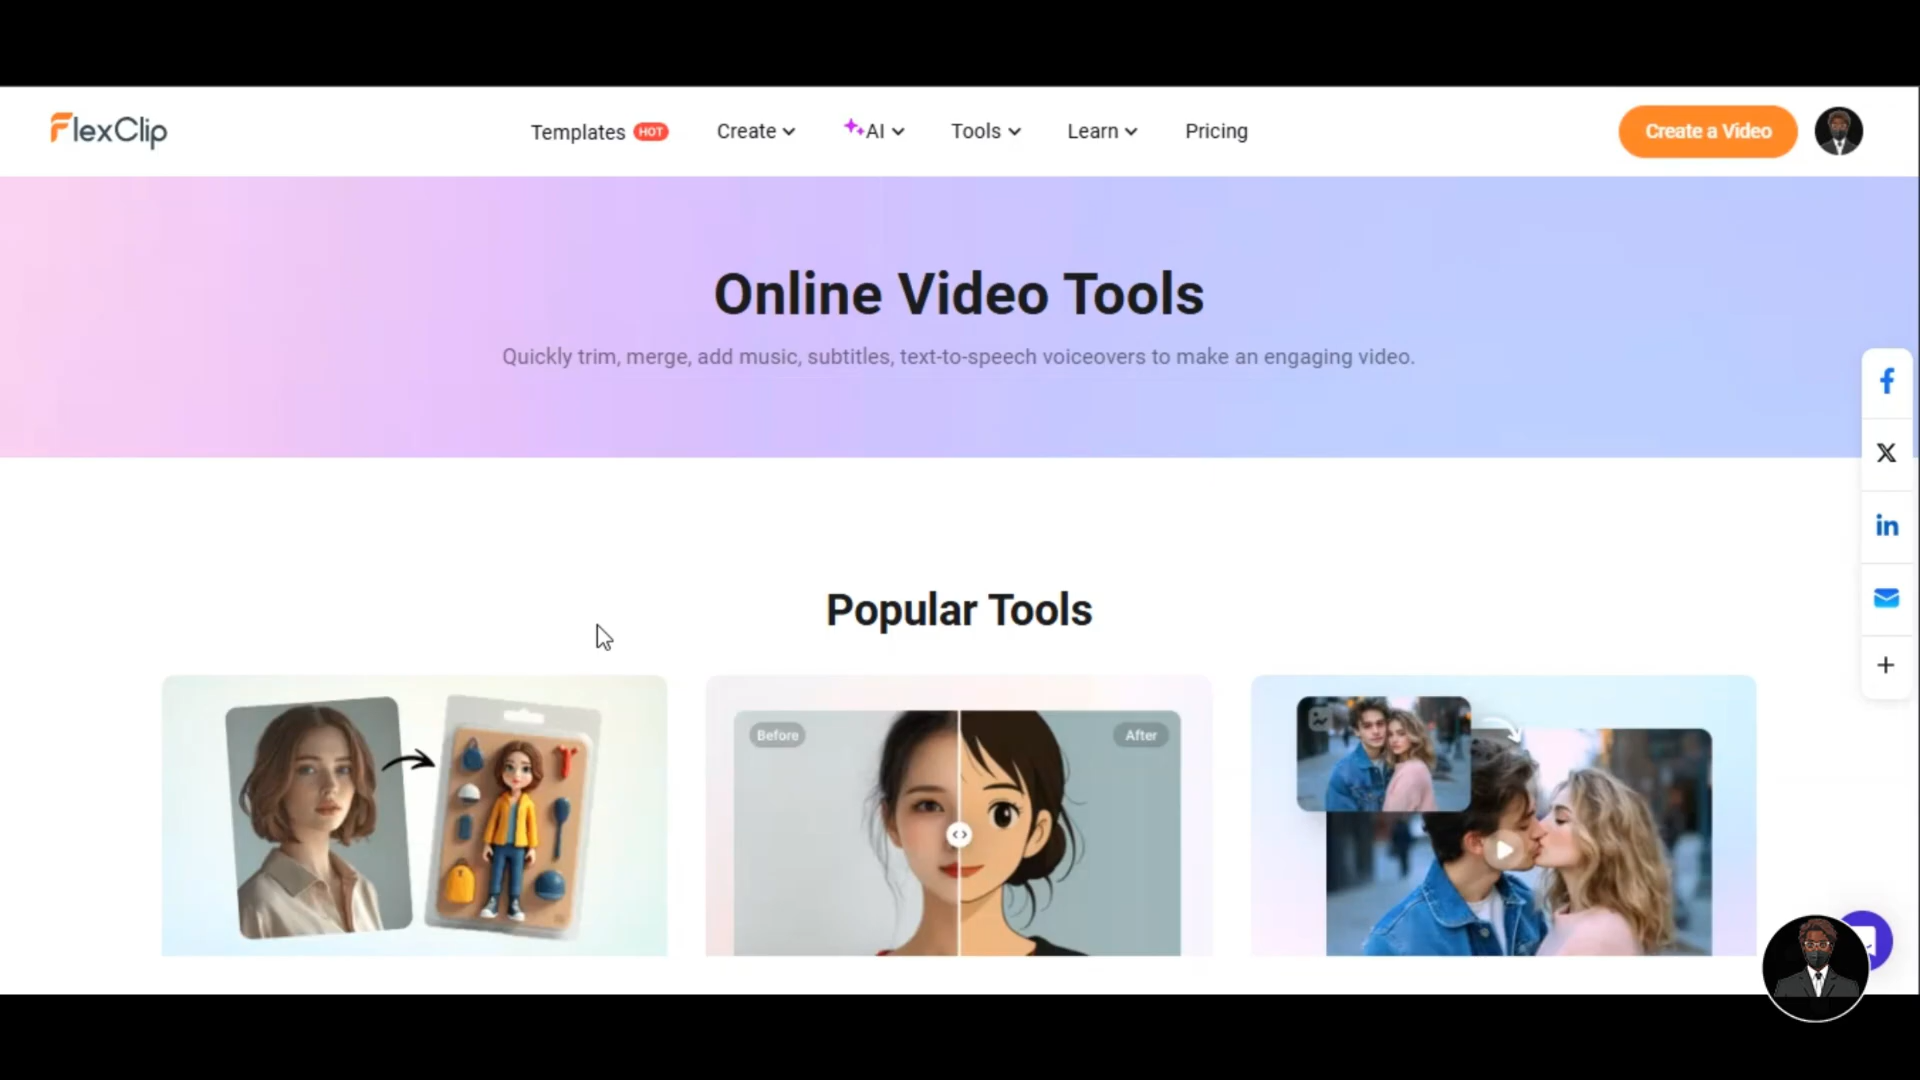 FlexClip
Templates HOT
Create
AI
Tools
Learn
Pricing
Create a Video
Online Video Tools
Quickly trim, merge, add music, subtitles, text-to-speech voiceovers to make an engaging video.
Popular Tools
Before
After